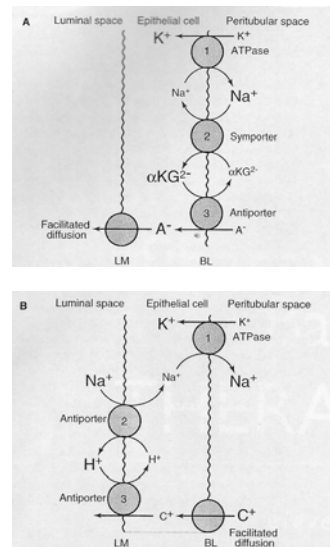 A
Luminal space Epithelial cell Peritubular space
K+ K+
1
ATPase
Na+ Na+
2
Symporter
αKG2- αKG2-
3
Antiporter
Facilitated
diffusion
A- A-
LM BL
B
Luminal space Epithelial cell Peritubular space
K+ K+
1
ATPase
Na+ Na+ Na+
Antiporter 2
H+ H+
Antiporter 3
C+ C+
Facilitated
diffusion
LM BL